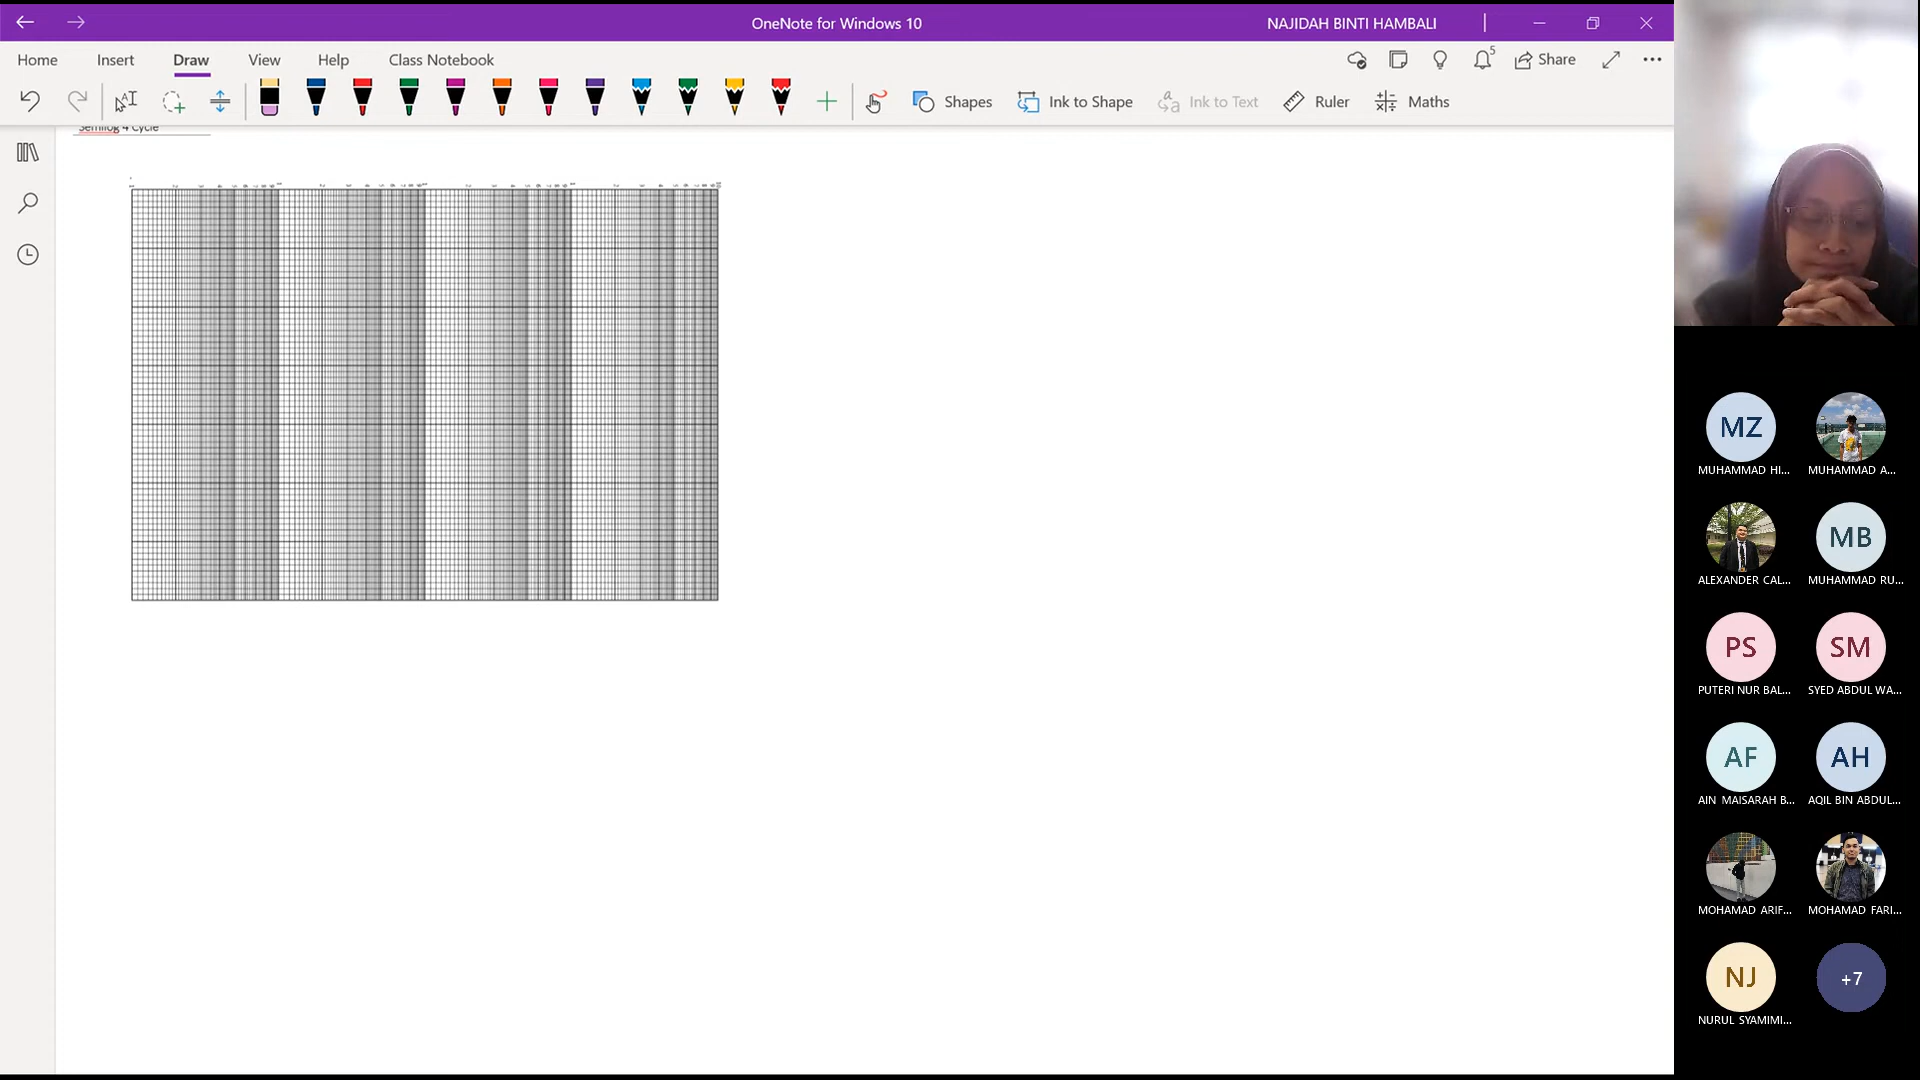 OneNote for Windows 10
NAJIDAH BINTI HAMBALI
Home Insert Draw View Help Class Notebook
5
Share
Shapes
Ink to Shape
Ink to Text
Ruler
Maths
Semilog 4 Cycle
MZ
MUHAMMAD HI...
MUHAMMAD A...
ALEXANDER CAL...
MB
MUHAMMAD RU...
PS
PUTERI NUR BAL...
SM
SYED ABDUL WA...
AF
AIN MAISARAH B...
AH
AQIL BIN ABDUL...
MOHAMAD ARIF...
MOHAMAD FARI...
NJ
NURUL SYAMIMI...
+7